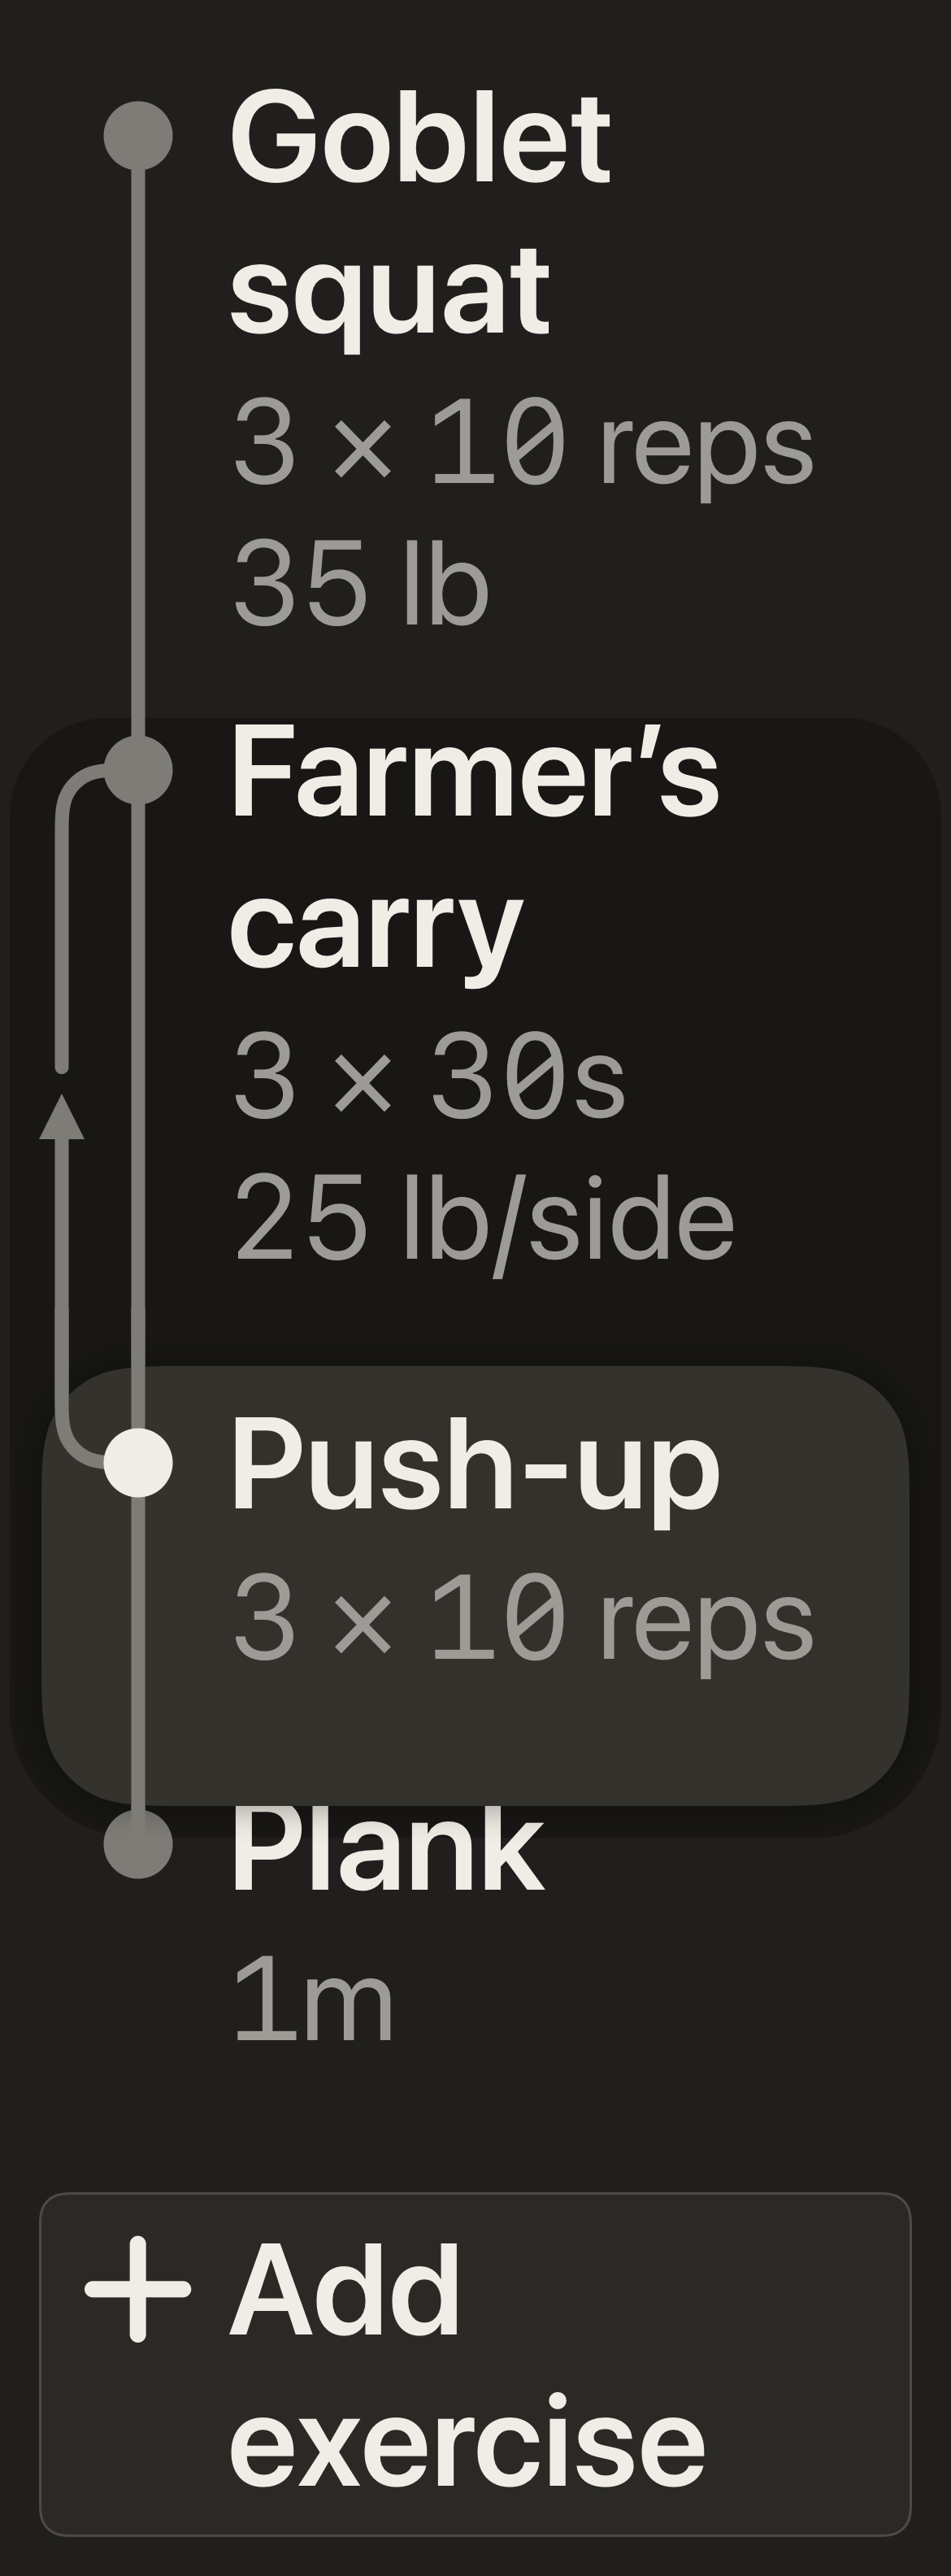 Goblet
squat
3 × 10 reps
35 lb
Farmer’s
carry
3 × 30s
25 lb/side
Push-up
3 × 10 reps
Plank
1m
Add
exercise